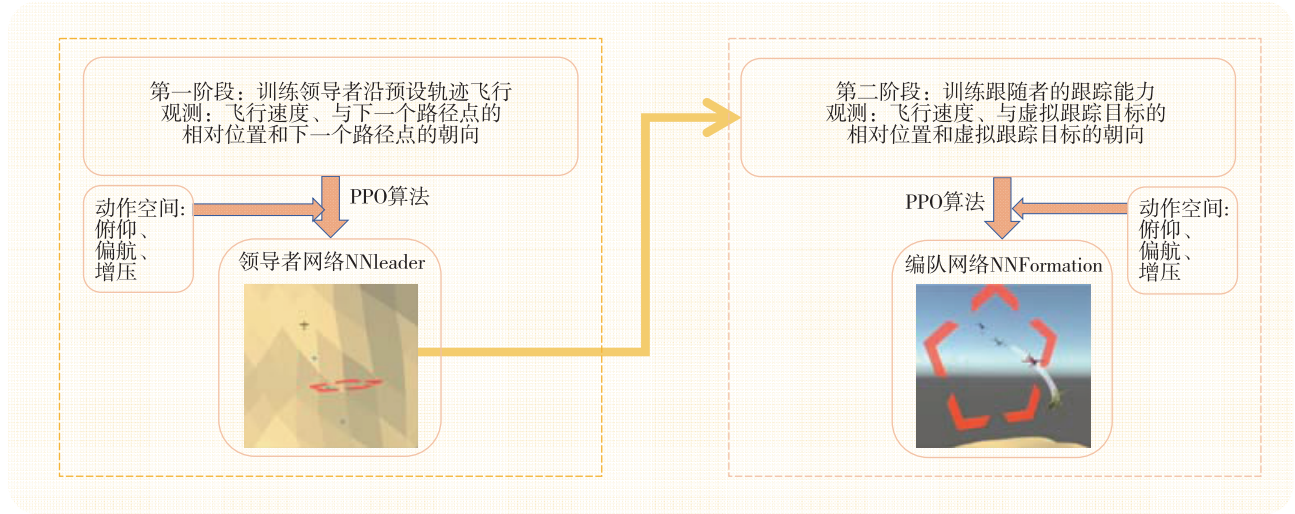 第一阶段：训练领导者沿预设轨迹飞行
观测：飞行速度、与下一个路径点的
相对位置和下一个路径点的朝向
PPO算法
动作空间:
俯仰、
偏航、
增压
领导者网络NNleader
第二阶段：训练跟随者的跟踪能力
观测：飞行速度、与虚拟跟踪目标的
相对位置和虚拟跟踪目标的朝向
PPO算法
动作空间:
俯仰、
偏航、
增压
编队网络NNFormation